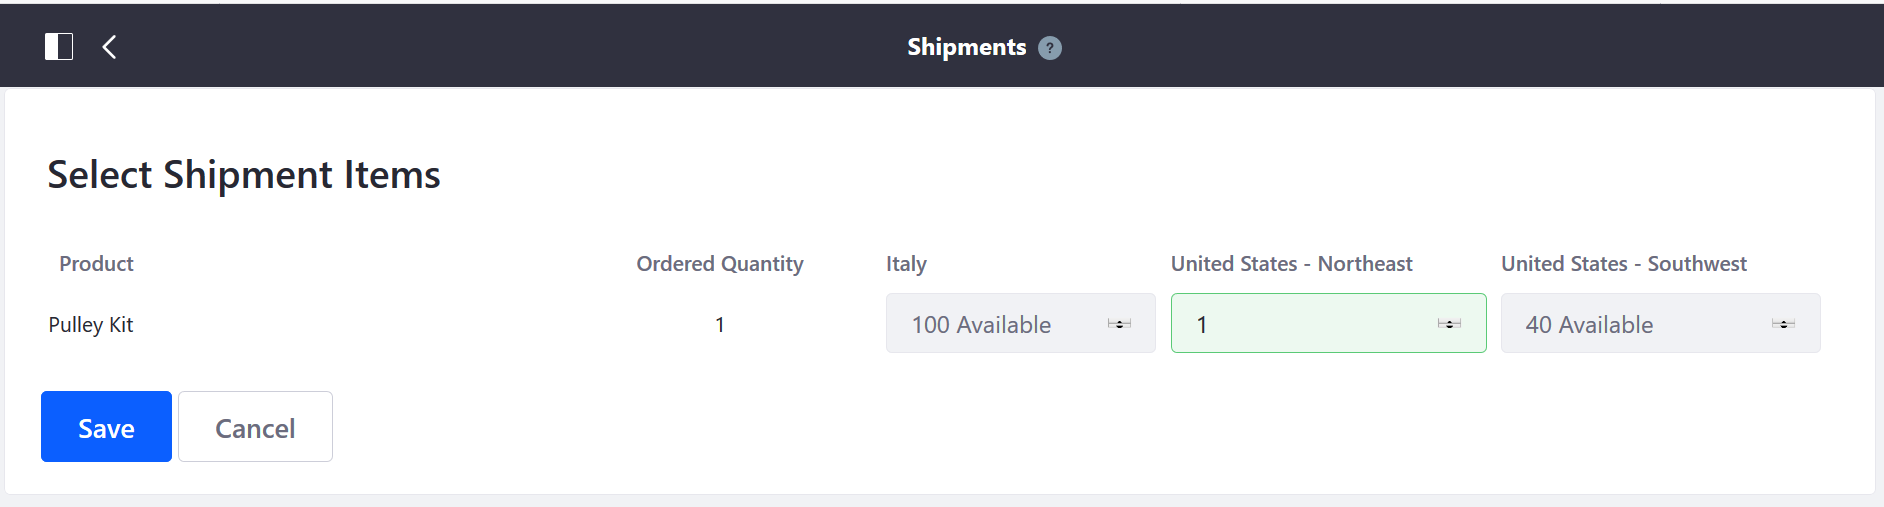 Shipments ?
Select Shipment Items
Product Ordered Quantity Italy United States - Northeast United States - Southwest
Pulley Kit 1 100 Available 1 40 Available
Save Cancel